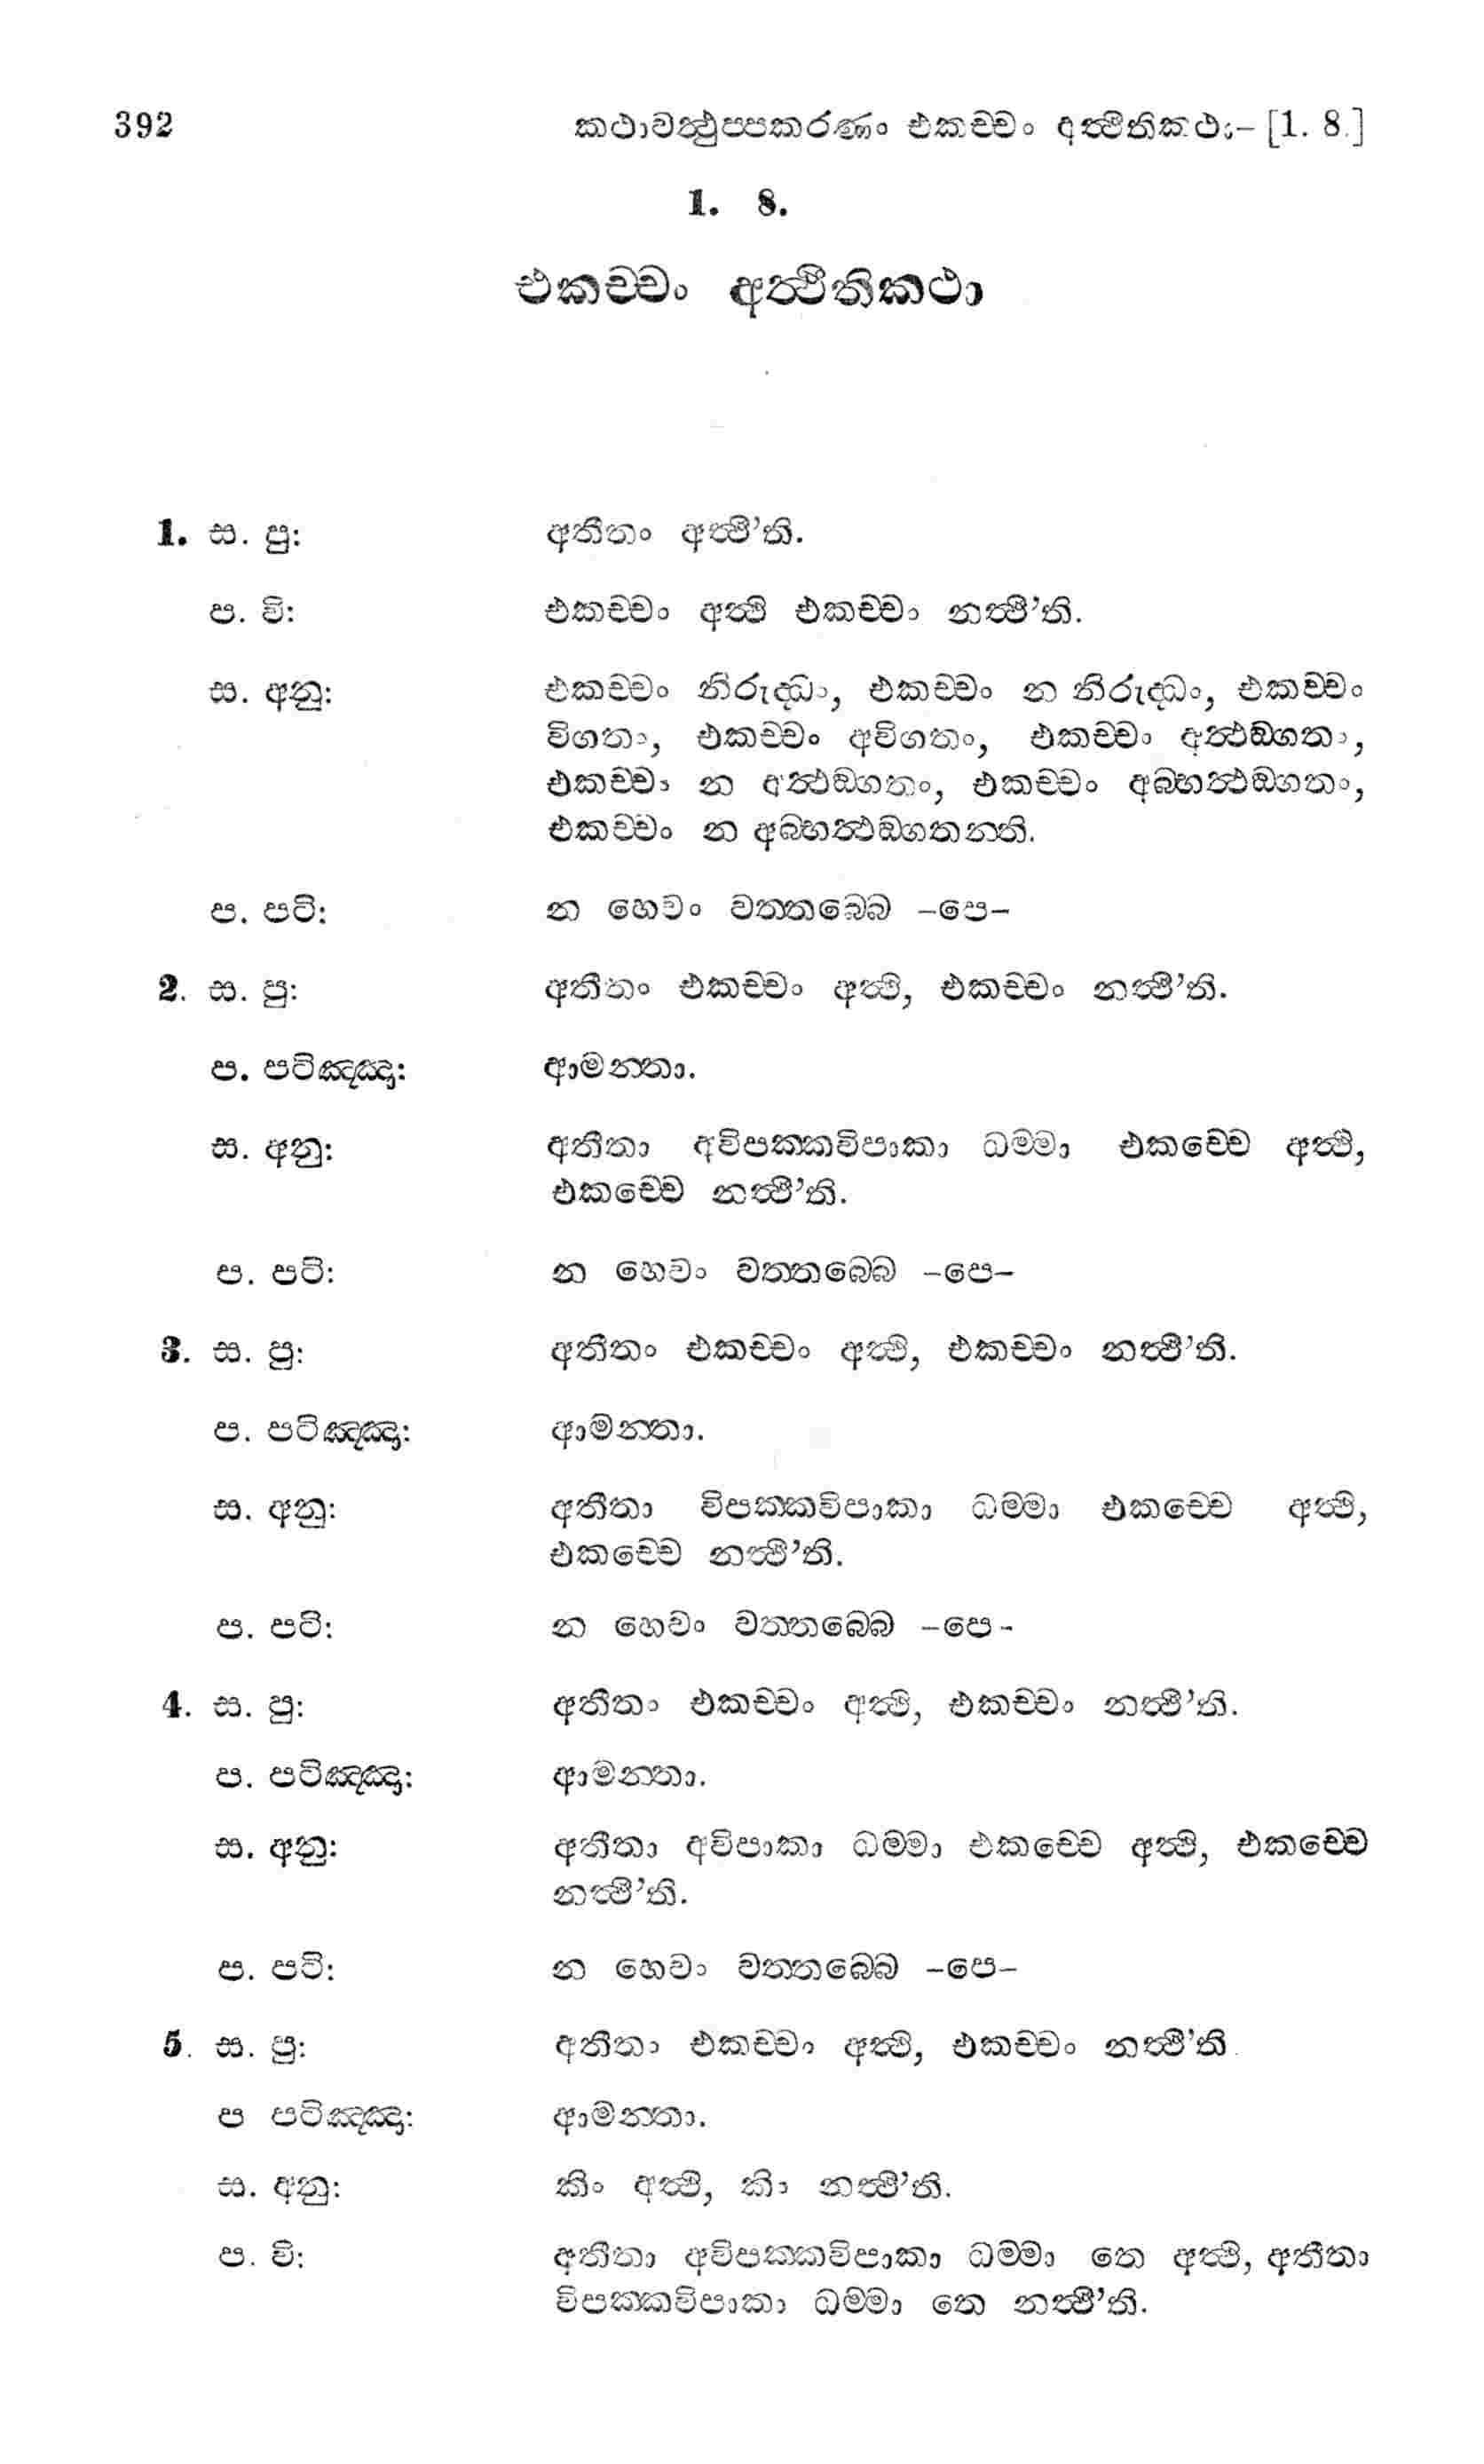 392 කථාවත්ථුප්පකරණං එකච්චං අත්ථීතිකථා– [1. 8.]
1. 8.
එකච්චං අත්ථීතිකථා
1. ස. පු: අතීතං අත්ථී’ති.
ප. වි: එකච්චං අත්ථි එකච්චං නත්ථී’ති.
ස. අනු: එකච්චං නිරුද්ධං, එකච්චං න නිරුද්ධං, එකච්චං
විගතං, එකච්චං අවිගතං, එකච්චං අත්ථඞ්ගතං,
එකච්චං න අත්ථඞ්ගතං, එකච්චං අබ්භත්ථඞ්ගතං,
එකච්චං න අබ්භත්ථඞ්ගතන්ති.
ප. පටි: න හෙවං වත්තබ්බෙ –පෙ–
2. ස. පු: අතීතං එකච්චං අත්ථි, එකච්චං නත්ථී’ති.
ප. පටිඤ්ඤා: ආමන්තා.
ස. අනු: අතීතා අවිපක්කවිපාකා ධම්මා එකච්චෙ අත්ථි,
එකච්චෙ නත්ථී’ති.
ප. පටි: න හෙවං වත්තබ්බෙ –පෙ–
3. ස. පු: අතීතං එකච්චං අත්ථි, එකච්චං නත්ථී’ති.
ප. පටිඤ්ඤා: ආමන්තා.
ස. අනු: අතීතා විපක්කවිපාකා ධම්මා එකච්චෙ අත්ථි,
එකච්චෙ නත්ථී’ති.
ප. පටි: න හෙවං වත්තබ්බෙ –පෙ-
4. ස. පු: අතීතං එකච්චං අත්ථි, එකච්චං නත්ථී’ති.
ප. පටිඤ්ඤා: ආමන්තා.
ස. අනු: අතීතා අවිපාකා ධම්මා එකච්චෙ අත්ථි, එකච්චෙ
නත්ථී’ති.
ප. පටි: න හෙවං වත්තබ්බෙ –පෙ–
5. ස. පු: අතීතං එකච්චං අත්ථි, එකච්චං නත්ථී’ති.
ප පටිඤ්ඤා: ආමන්තා.
ස. අනු: කිං අත්ථි, කිං නත්ථී’ති.
ප. වි: අතීතා අවිපක්කවිපාකා ධම්මා තෙ අත්ථි, අතීතා
විපක්කවිපාකා ධම්මා තෙ නත්ථී’ති.